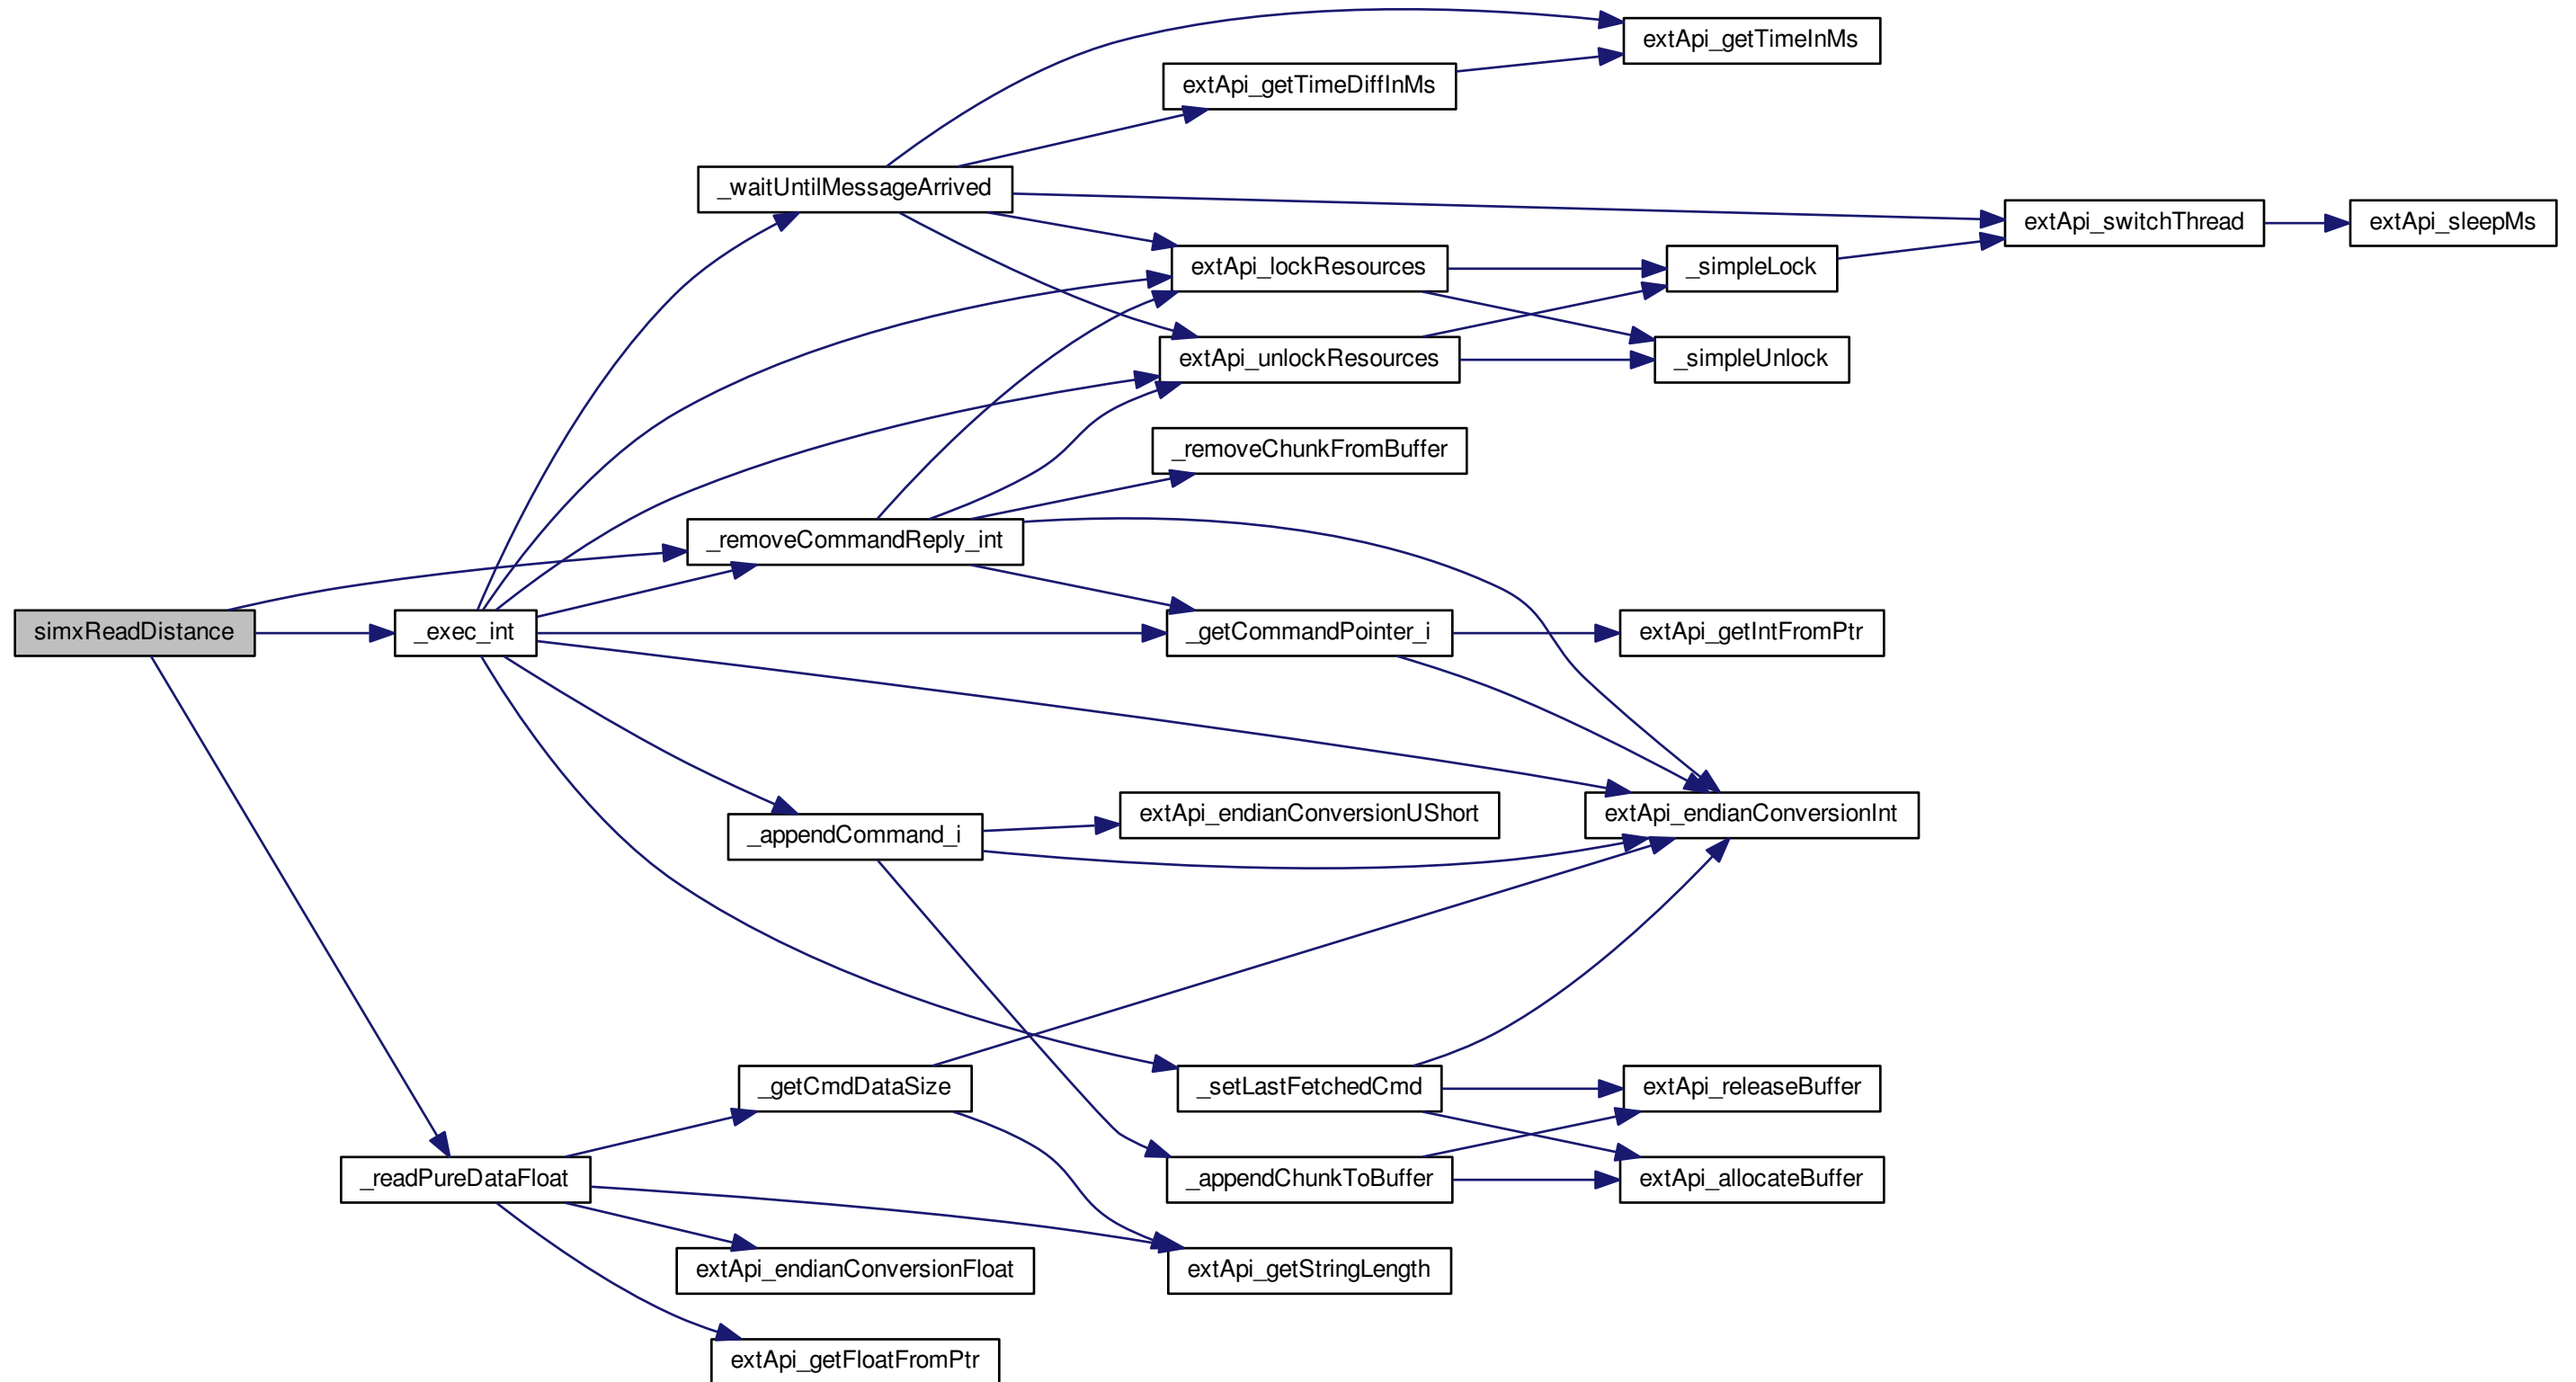 extApi_getTimeInMs
extApi_getTimeDiffInMs
_waitUntilMessageArrived
extApi_switchThread
extApi_sleepMs
extApi_lockResources
_simpleLock
extApi_unlockResources
_simpleUnlock
_removeChunkFromBuffer
_removeCommandReply_int
simxReadDistance
_exec_int
_getCommandPointer_i
extApi_getIntFromPtr
extApi_endianConversionUShort
extApi_endianConversionInt
_appendCommand_i
_getCmdDataSize
_setLastFetchedCmd
extApi_releaseBuffer
_readPureDataFloat
_appendChunkToBuffer
extApi_allocateBuffer
extApi_endianConversionFloat
extApi_getStringLength
extApi_getFloatFromPtr